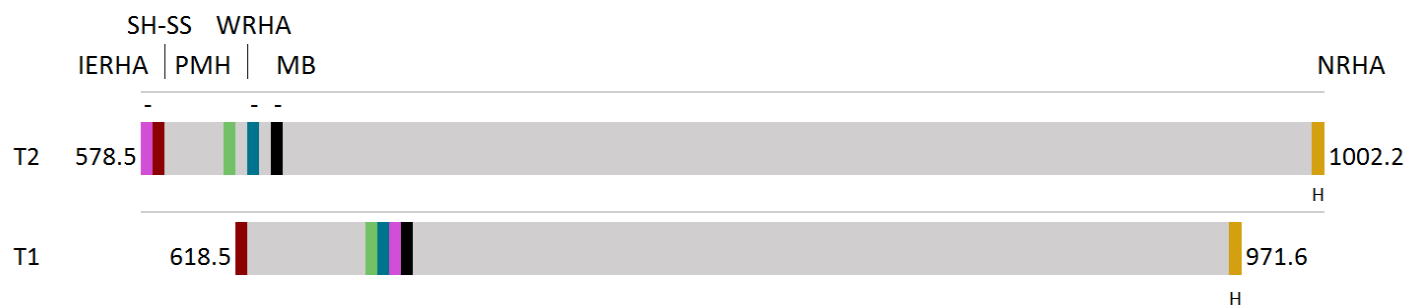 SH-SS WRHA
IERHA PMH MB NRHA
- - -
T2 578.5 1002.2
H
T1 618.5 971.6
H